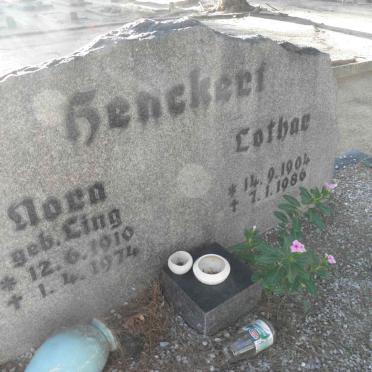 Henckert
Lothar
* 14.9.1904
† 7.1.1986
Nora
geb. Ling
* 12.6.1910
† 1.4.1974